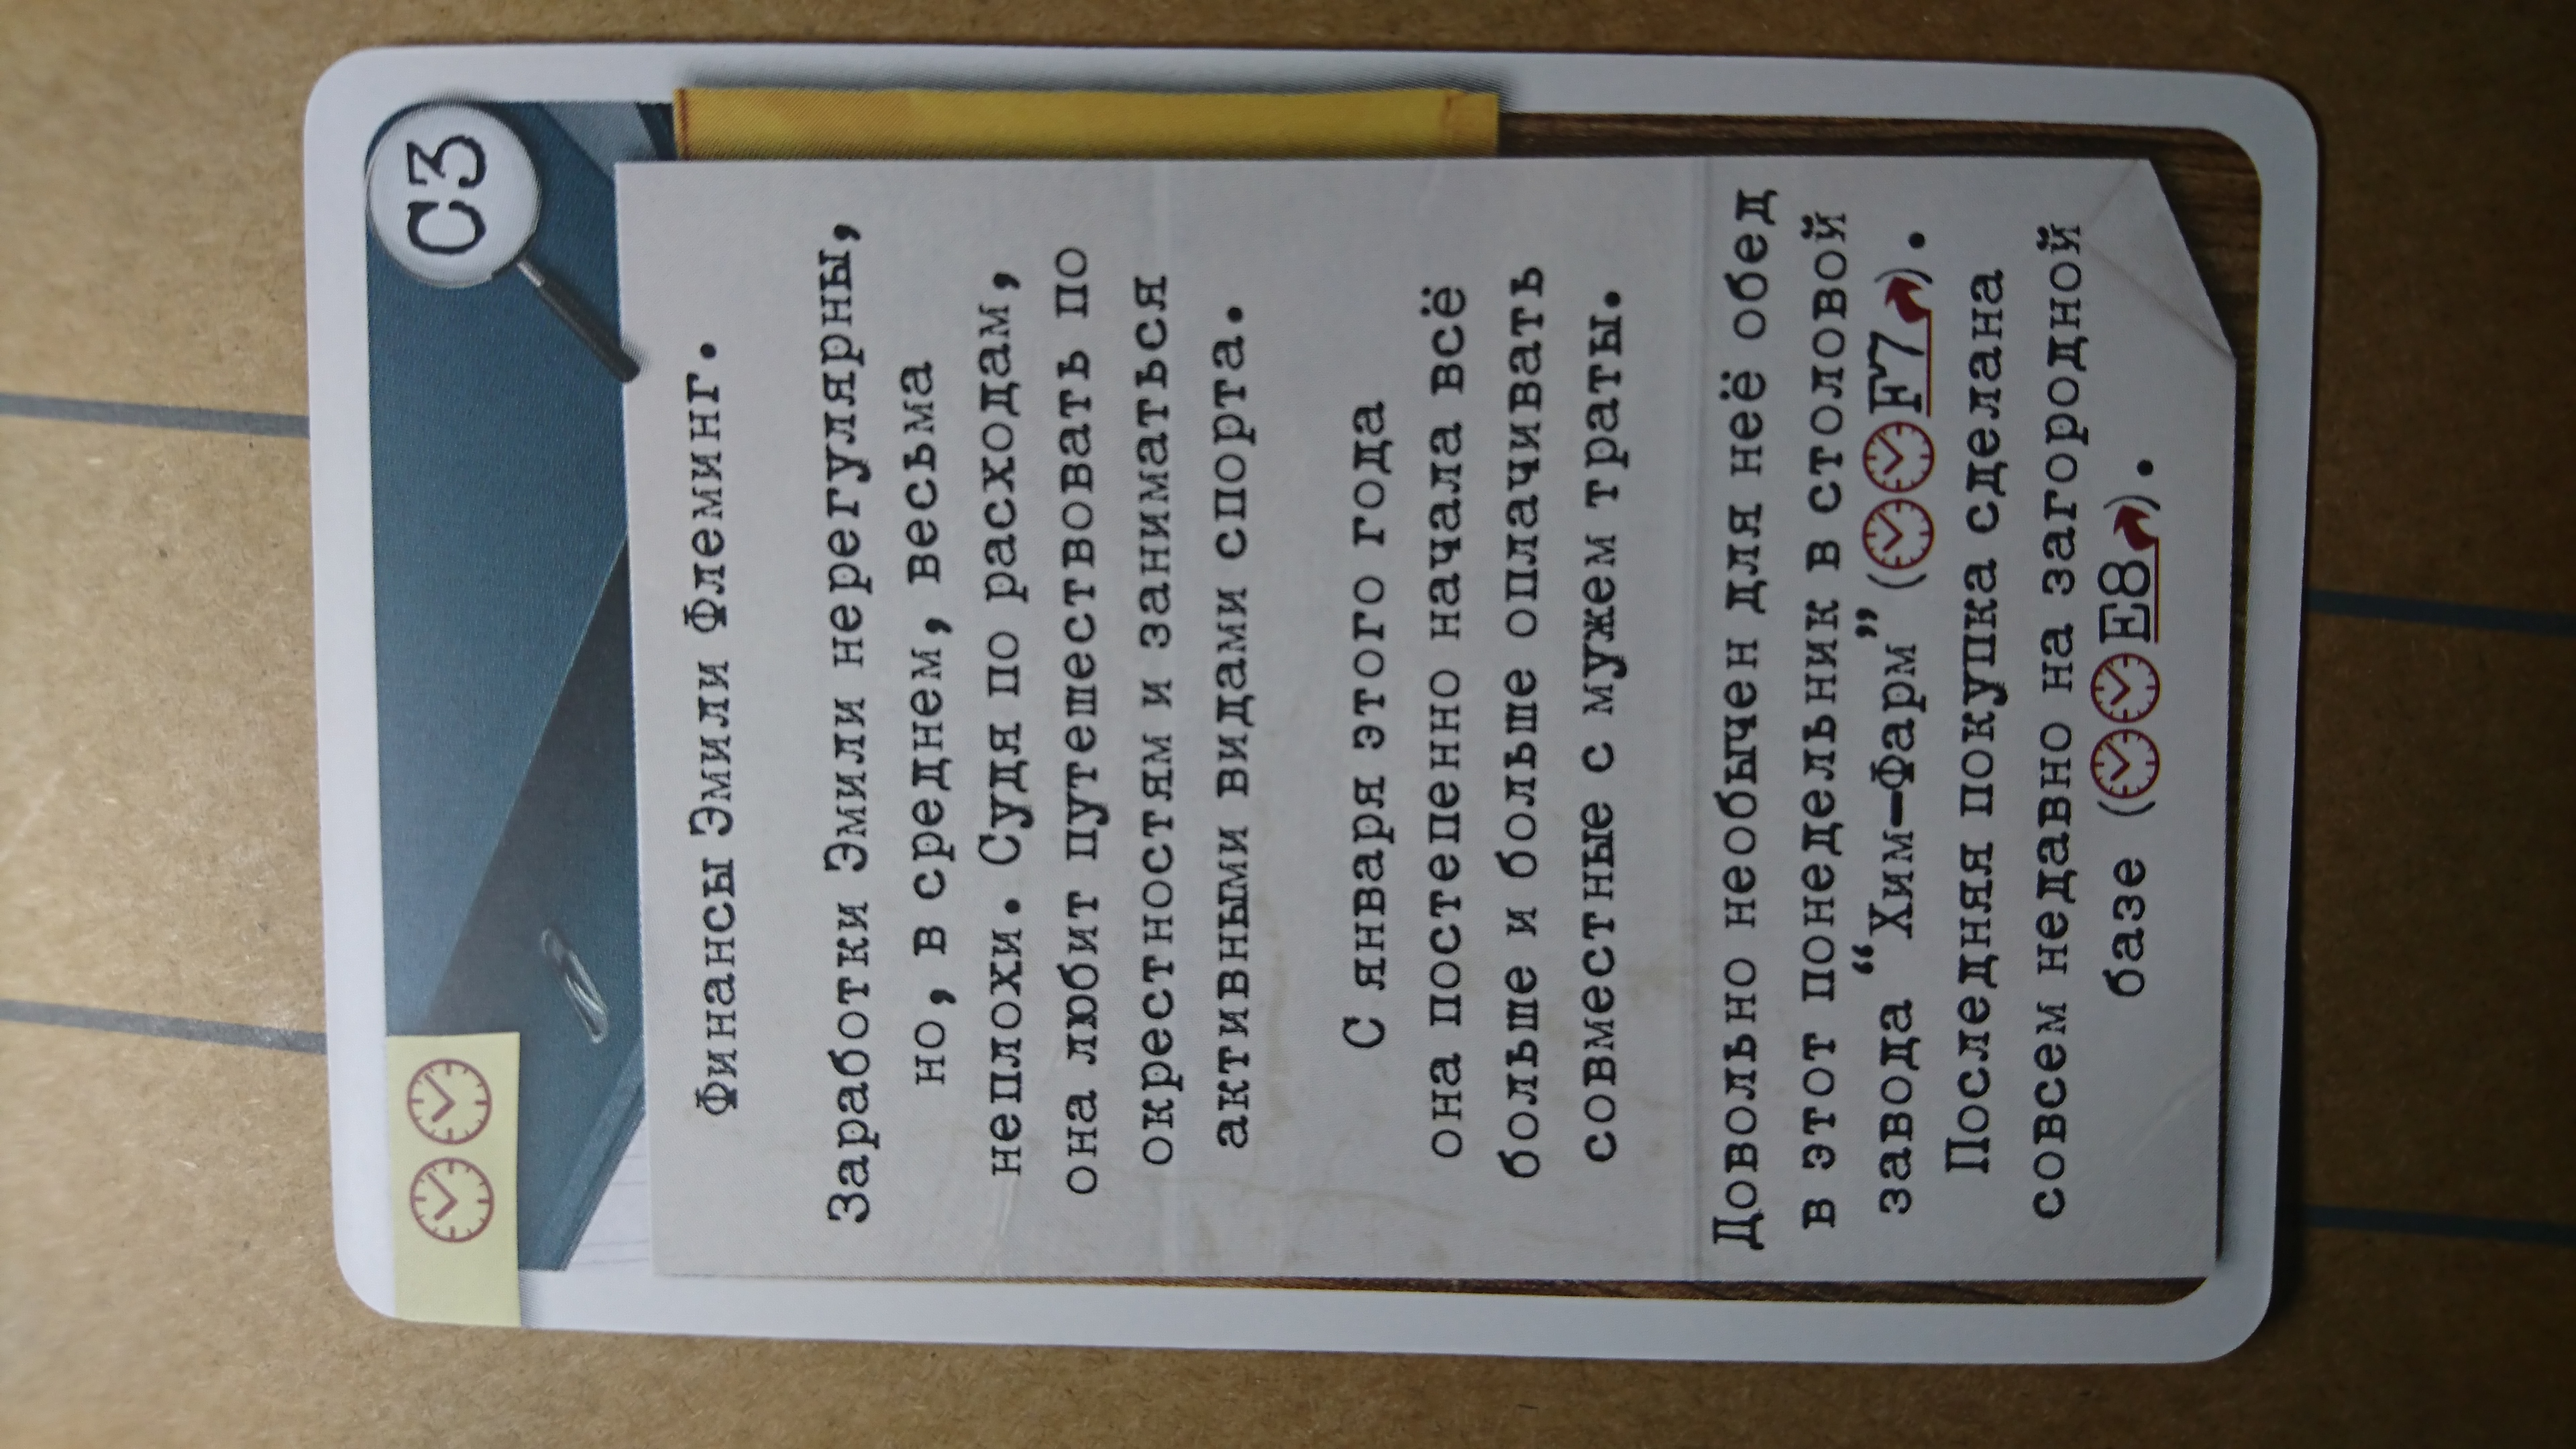 С3
Финансы Эмили Флеминг.
Заработки Эмили нерегулярны,
но, в среднем, весьма
неплохи. Судя по расходам,
она любит путешествовать по
окрестностям и заниматься
активными видами спорта.
С января этого года
она постепенно начала всё
больше и больше оплачивать
совместные с мужем траты.
Довольно необычен для неё обед
в этот понедельник в столовой
завода “Хим-Фарм” (F7).
Последняя покупка сделана
совсем недавно на загородной
базе (E8).